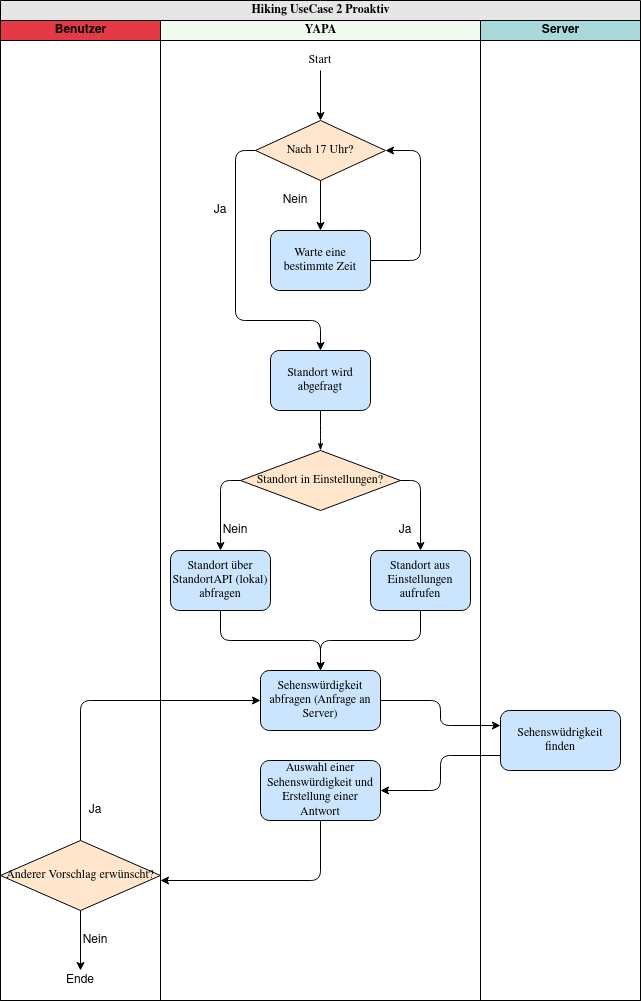 Hiking UseCase 2 Proaktiv
Benutzer
YAPA
Server
Start
Nach 17 Uhr?
Nein
Ja
Warte eine
bestimmte Zeit
Standort wird
abgefragt
Standort in Einstellungen?
Nein
Ja
Standort über
StandortAPI (lokal)
abfragen
Standort aus
Einstellungen
aufrufen
Sehenswürdigkeit
abfragen (Anfrage an
Server)
Sehenswüdrigkeit
finden
Auswahl einer
Sehenswürdigkeit und
Erstellung einer
Antwort
Ja
Anderer Vorschlag erwünscht?
Nein
Ende